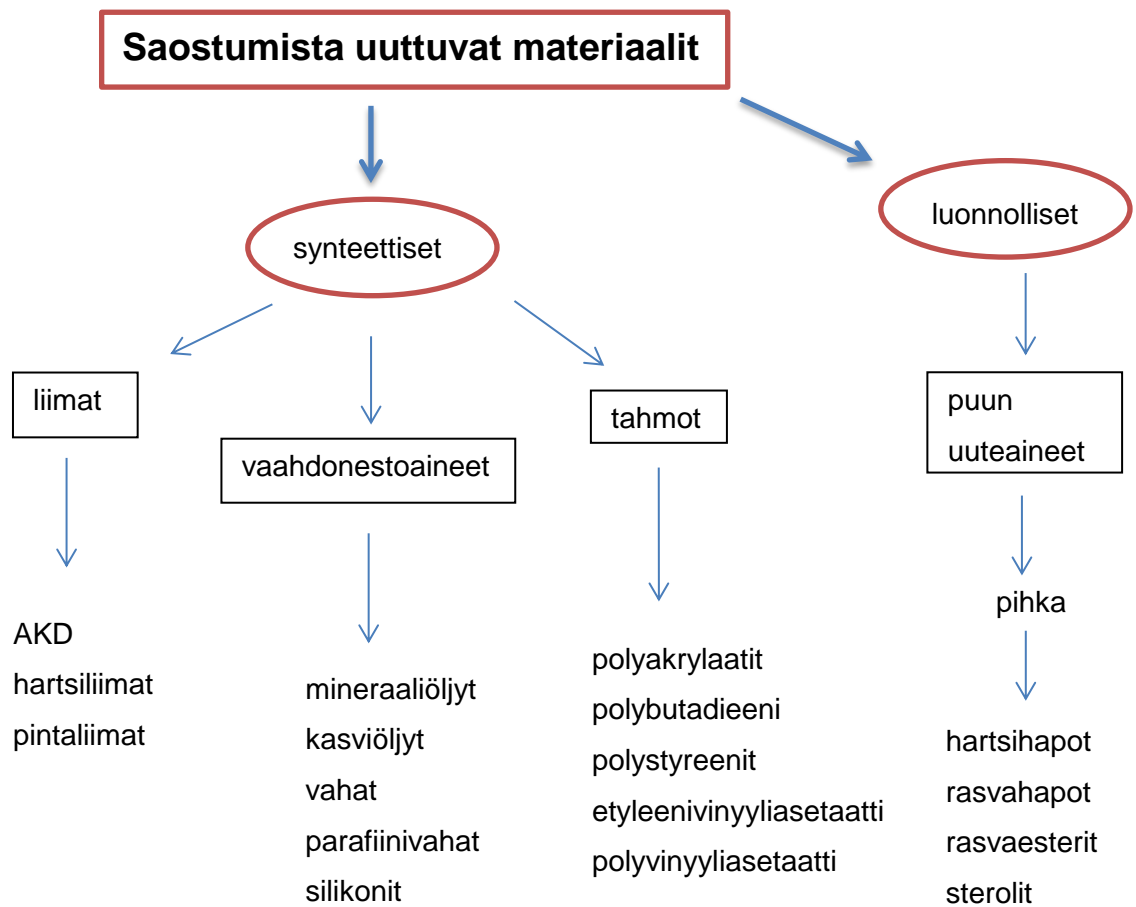 Saostumista uuttuvat materiaalit
synteettiset
luonnolliset
liimat
vaahdonestoaineet
tahmot
puun
uuteaineet
AKD
hartsiliimat
pintaliimat
mineraaliöljyt
kasviöljyt
vahat
parafiinivahat
silikonit
polyakrylaatit
polybutadieeni
polystyreenit
etyleenivinyyliasetaatti
polyvinyyliasetaatti
pihka
hartsihapot
rasvahapot
rasvaesterit
sterolit